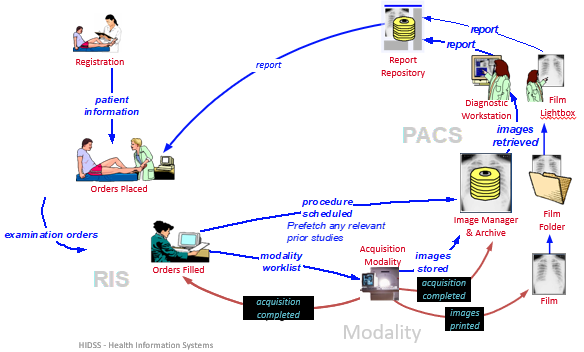 Registration
patient
information
Orders Placed
examination orders
RIS
Orders Filled
report
Report
Repository
report
report
Diagnostic
Workstation
Film
Lightbox
PACS
images
retrieved
procedure
scheduled
Prefetch any relevant
prior studies
Image Manager
& Archive
Film
Folder
modality
worklist
Acquisition
Modality
images
stored
acquisition
completed
acquisition
completed
images
printed
Film
Modality
HIDS5 - Health Information Systems